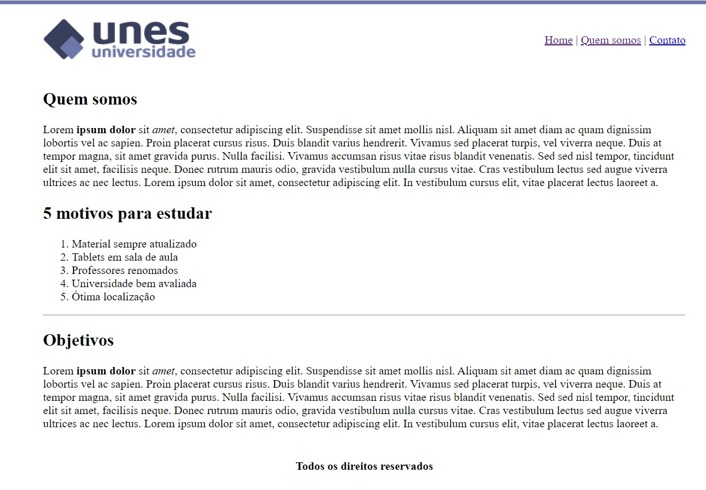 unes
universidade
Home | Quem somos | Contato
Quem somos
Lorem ipsum dolor sit amet, consectetur adipiscing elit. Suspendisse sit amet mollis nisl. Aliquam sit amet diam ac quam dignissim
lobortis vel ac sapien. Proin placerat cursus risus. Duis blandit varius hendrerit. Vivamus sed placerat turpis, vel viverra neque. Duis at
tempor magna, sit amet gravida purus. Nulla facilisi. Vivamus accumsan risus vitae risus blandit venenatis. Sed sed nisl tempor, tincidunt
elit sit amet, facilisis neque. Donec rutrum mauris odio, gravida vestibulum nulla cursus vitae. Cras vestibulum lectus sed augue viverra
ultrices ac nec lectus. Lorem ipsum dolor sit amet, consectetur adipiscing elit. In vestibulum cursus elit, vitae placerat lectus laoreet a.
5 motivos para estudar
1. Material sempre atualizado
2. Tablets em sala de aula
3. Professores renomados
4. Universidade bem avaliada
5. Ótima localização
Objetivos
Lorem ipsum dolor sit amet, consectetur adipiscing elit. Suspendisse sit amet mollis nisl. Aliquam sit amet diam ac quam dignissim
lobortis vel ac sapien. Proin placerat cursus risus. Duis blandit varius hendrerit. Vivamus sed placerat turpis, vel viverra neque. Duis at
tempor magna, sit amet gravida purus. Nulla facilisi. Vivamus accumsan risus vitae risus blandit venenatis. Sed sed nisl tempor, tincidunt
elit sit amet, facilisis neque. Donec rutrum mauris odio, gravida vestibulum nulla cursus vitae. Cras vestibulum lectus sed augue viverra
ultrices ac nec lectus. Lorem ipsum dolor sit amet, consectetur adipiscing elit. In vestibulum cursus elit, vitae placerat lectus laoreet a.
Todos os direitos reservados